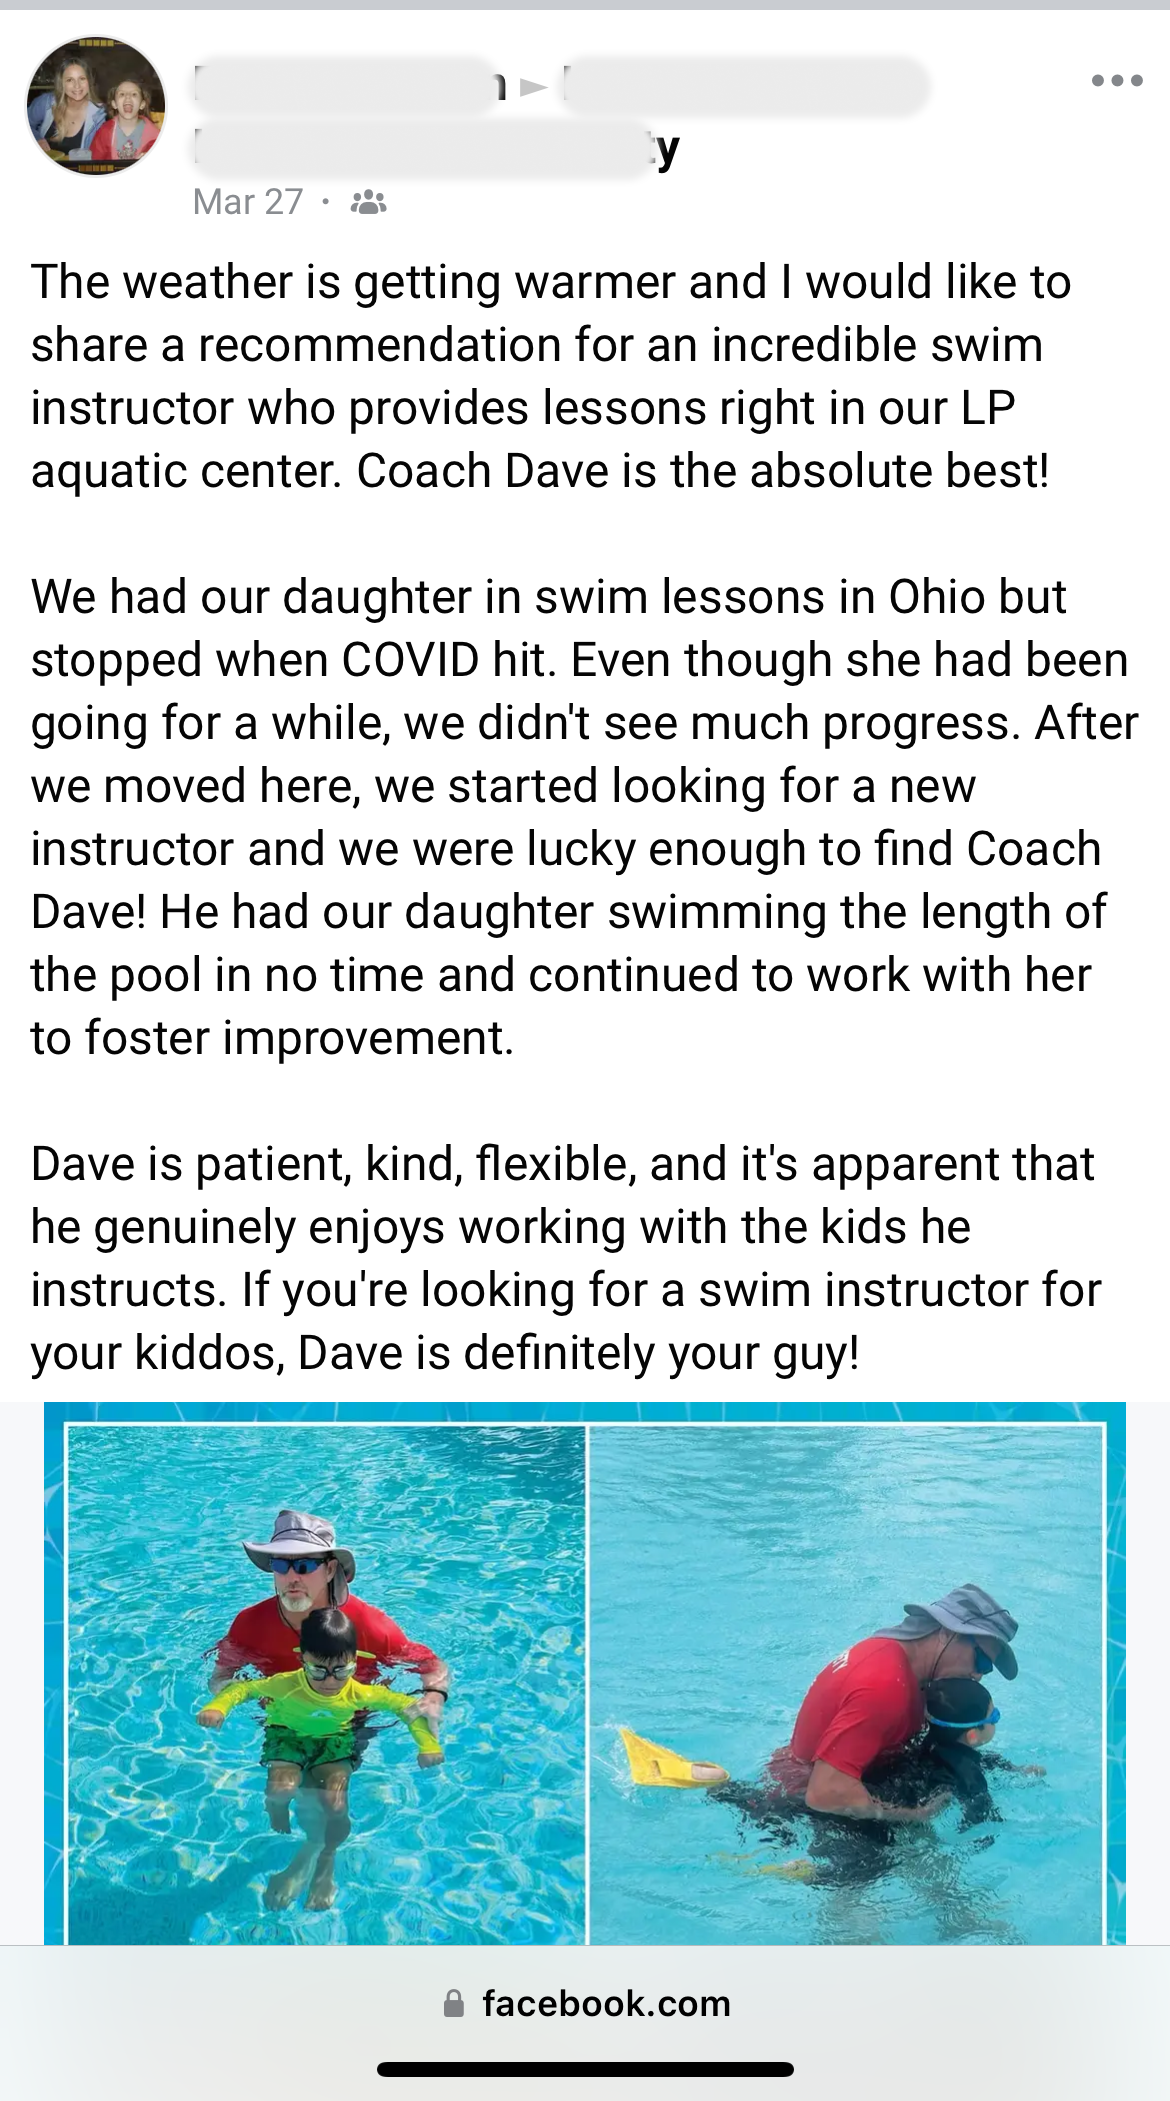 Mar 27 ·
The weather is getting warmer and I would like to
share a recommendation for an incredible swim
instructor who provides lessons right in our LP
aquatic center. Coach Dave is the absolute best!
We had our daughter in swim lessons in Ohio but
stopped when COVID hit. Even though she had been
going for a while, we didn't see much progress. After
we moved here, we started looking for a new
instructor and we were lucky enough to find Coach
Dave! He had our daughter swimming the length of
the pool in no time and continued to work with her
to foster improvement.
Dave is patient, kind, flexible, and it's apparent that
he genuinely enjoys working with the kids he
instructs. If you're looking for a swim instructor for
your kiddos, Dave is definitely your guy!
facebook.com